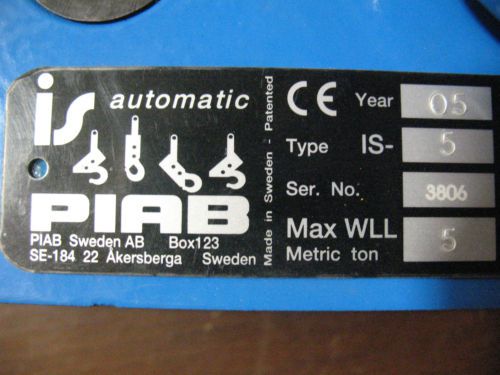 is automatic
PIAB
PIAB Sweden AB Box123
SE-184 22 Åkersberga Sweden
Made in Sweden - Patented
CE Year 05
Type IS- 5
Ser. No. 3806
Max WLL 5
Metric ton